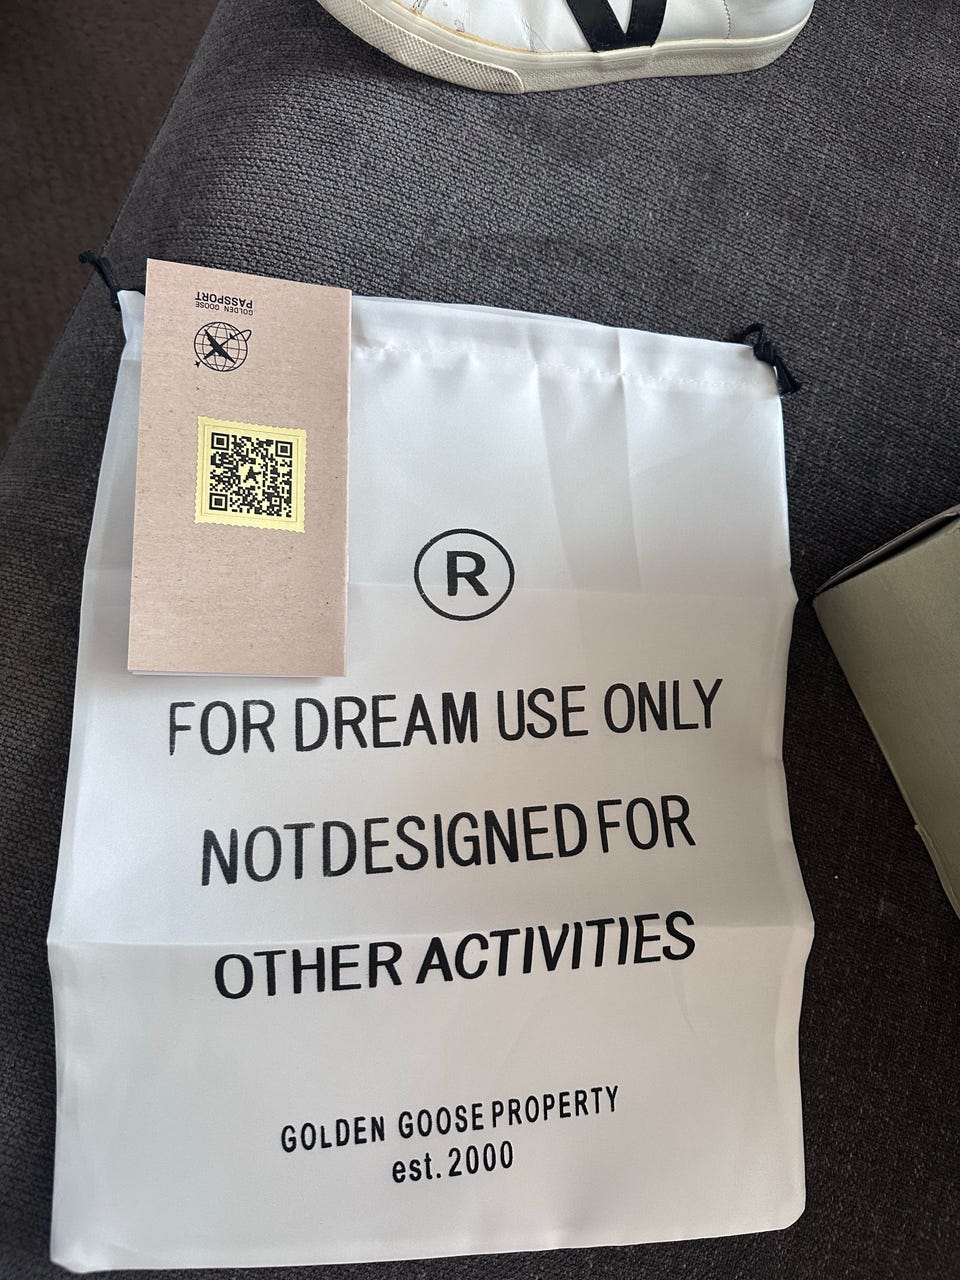 GOLDEN GOOSE
PASSPORT
R
FOR DREAM USE ONLY
NOT DESIGNED FOR
OTHER ACTIVITIES
GOLDEN GOOSE PROPERTY
est. 2000